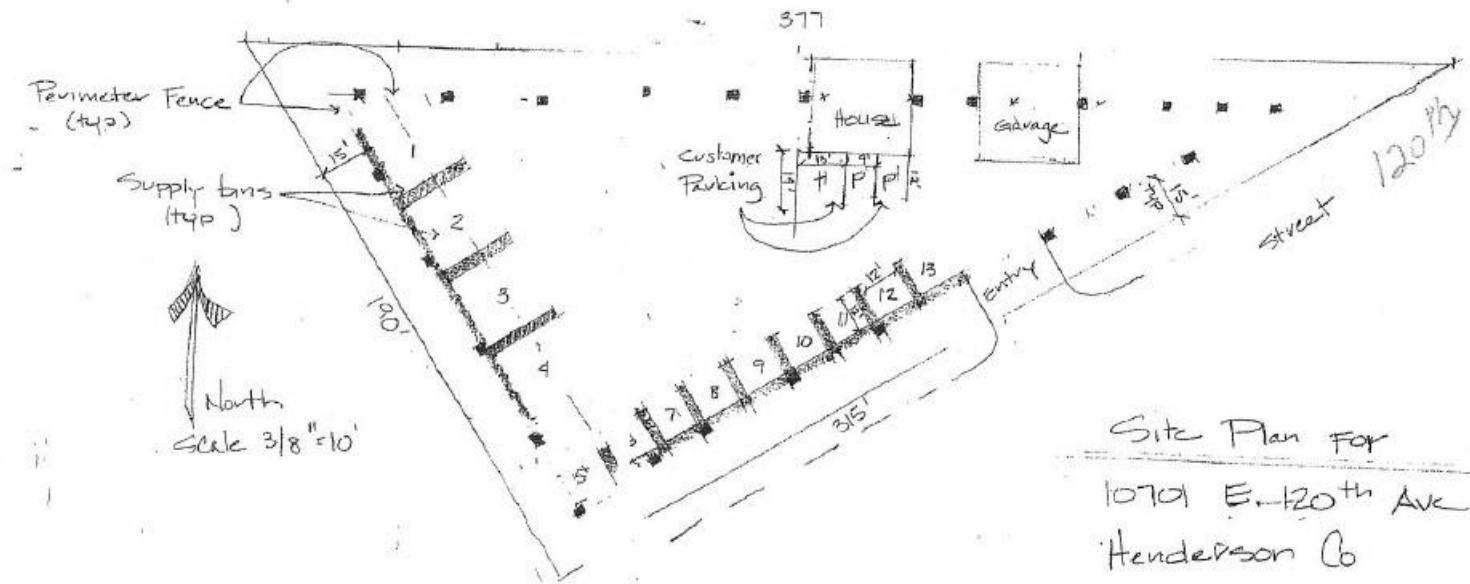 377
Perimeter Fence
(typ)
15'
1
Supply bins
(typ)
2
3
4
190'
North
Scale 3/8"=10'
HOUSE
Garage
Customer
Parking
13'
9'
H
P
P
120th
Street
15'
typ
Entry
12'
13
12
11
10
9
8
7
315'
Site Plan For
10701 E. 120th Ave
Henderson Co